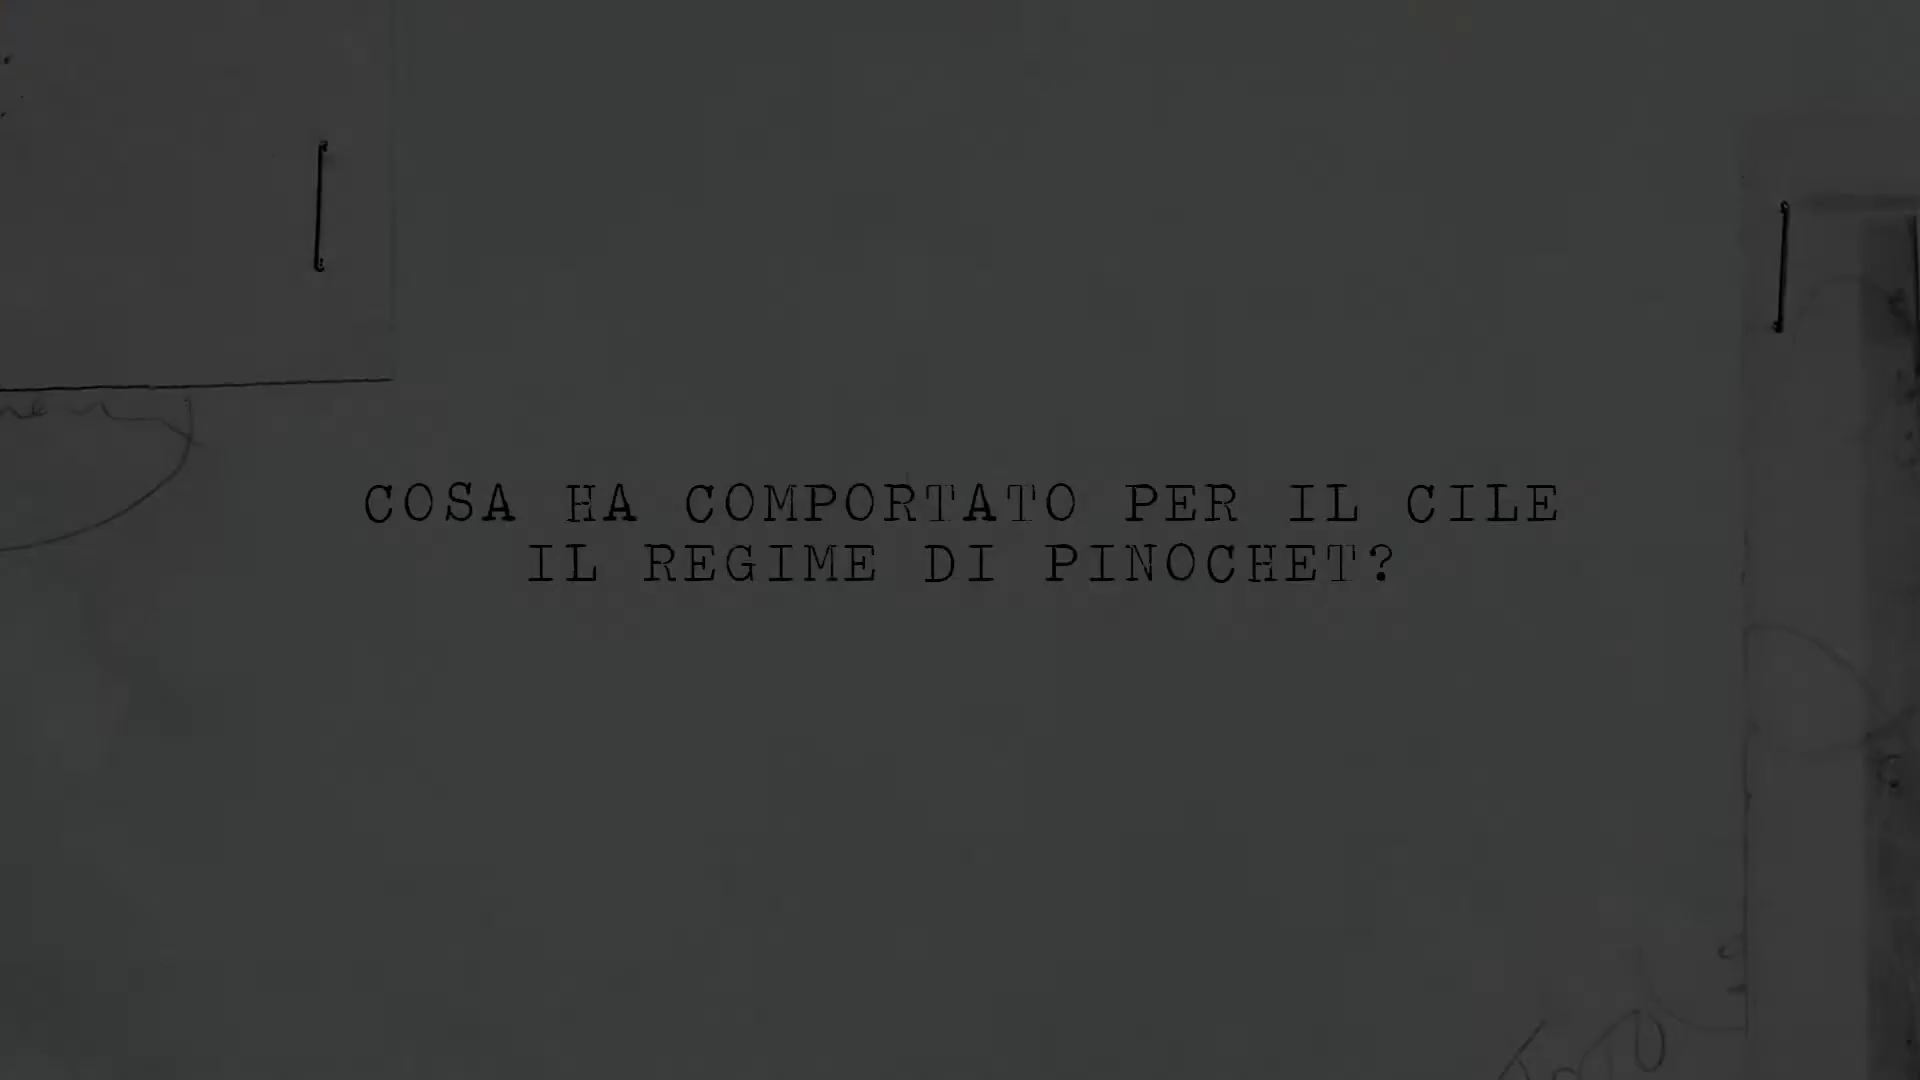 COSA HA COMPORTATO PER IL CILE
IL REGIME DI PINOCHET?